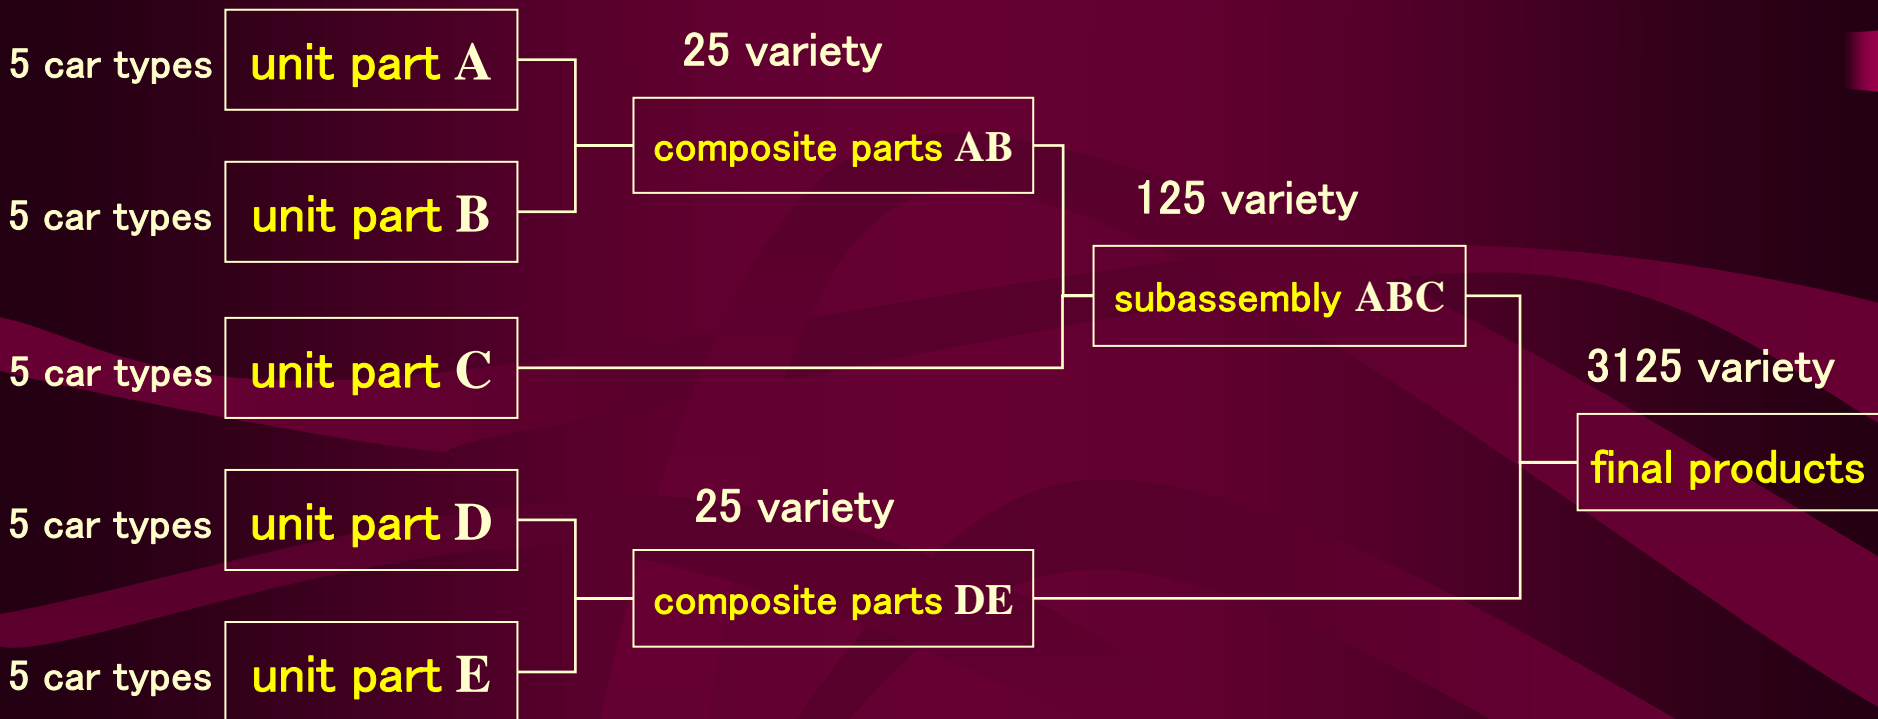 5 car types
unit part A
25 variety
composite parts AB
5 car types
unit part B
125 variety
subassembly ABC
5 car types
unit part C
3125 variety
final products
5 car types
unit part D
25 variety
composite parts DE
5 car types
unit part E